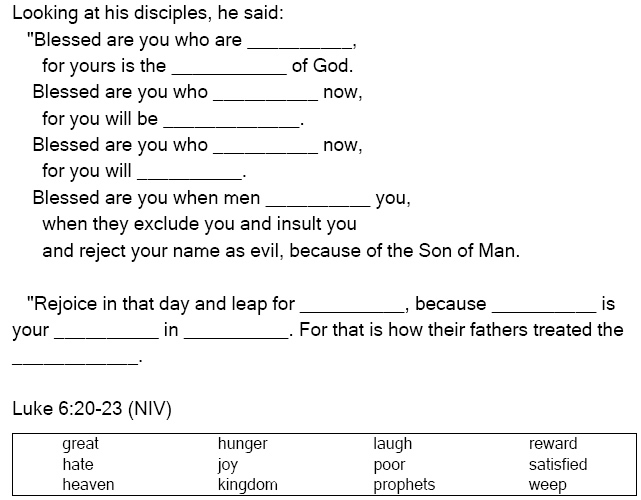 Looking at his disciples, he said:
"Blessed are you who are __________,
for yours is the ___________ of God.
Blessed are you who __________ now,
for you will be _____________.
Blessed are you who __________ now,
for you will __________.
Blessed are you when men __________ you,
when they exclude you and insult you
and reject your name as evil, because of the Son of Man.
"Rejoice in that day and leap for __________, because __________ is
your __________ in __________. For that is how their fathers treated the
____________.
Luke 6:20-23 (NIV)
great hunger laugh reward
hate joy poor satisfied
heaven kingdom prophets weep